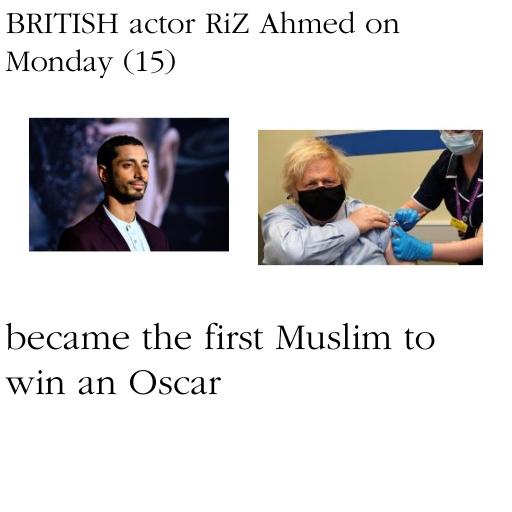 BRITISH actor RiZ Ahmed on
Monday (15)
became the first Muslim to
win an Oscar